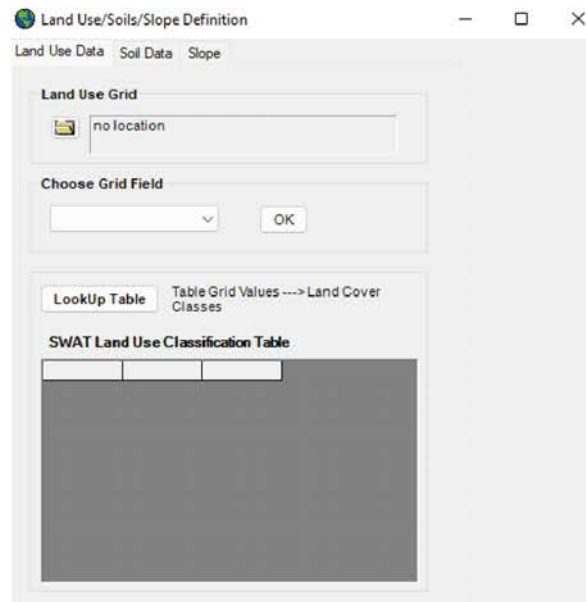 Land Use/Soils/Slope Definition
Land Use Data Soil Data Slope
Land Use Grid
no location
Choose Grid Field
OK
LookUp Table Table Grid Values ---> Land Cover
Classes
SWAT Land Use Classification Table